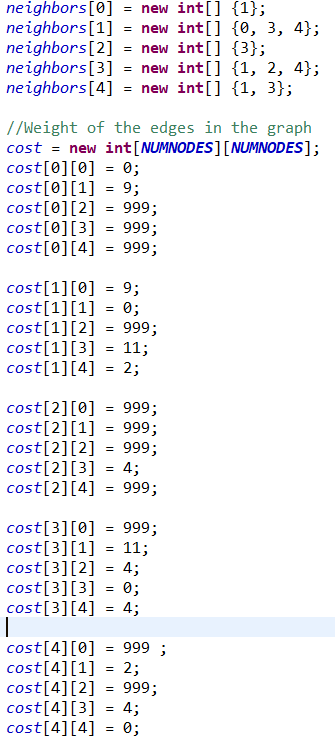 neighbors[0] = new int[] {1};
neighbors[1] = new int[] {0, 3, 4};
neighbors[2] = new int[] {3};
neighbors[3] = new int[] {1, 2, 4};
neighbors[4] = new int[] {1, 3};
//Weight of the edges in the graph
cost = new int[NUMNODES][NUMNODES];
cost[0][0] = 0;
cost[0][1] = 9;
cost[0][2] = 999;
cost[0][3] = 999;
cost[0][4] = 999;
cost[1][0] = 9;
cost[1][1] = 0;
cost[1][2] = 999;
cost[1][3] = 11;
cost[1][4] = 2;
cost[2][0] = 999;
cost[2][1] = 999;
cost[2][2] = 999;
cost[2][3] = 4;
cost[2][4] = 999;
cost[3][0] = 999;
cost[3][1] = 11;
cost[3][2] = 4;
cost[3][3] = 0;
cost[3][4] = 4;
cost[4][0] = 999 ;
cost[4][1] = 2;
cost[4][2] = 999;
cost[4][3] = 4;
cost[4][4] = 0;